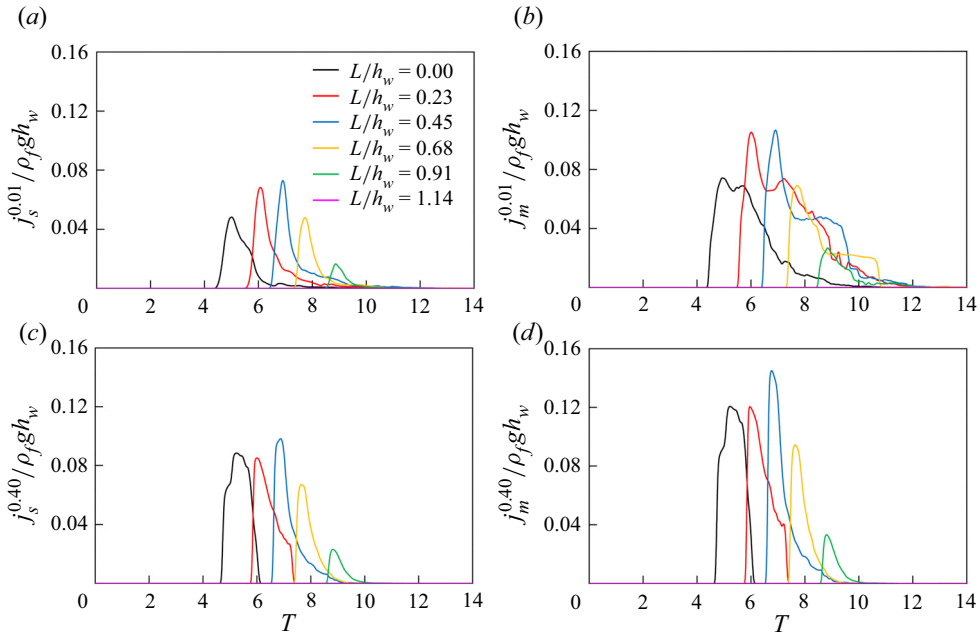 (a)
0.16
0.12
0.08
0.04
j_s^{0.01}/ρ_f gh_w
L/h_w = 0.00
L/h_w = 0.23
L/h_w = 0.45
L/h_w = 0.68
L/h_w = 0.91
L/h_w = 1.14
0 2 4 6 8 10 12 14
(b)
0.16
0.12
0.08
0.04
j_m^{0.01}/ρ_f gh_w
0 2 4 6 8 10 12 14
(c)
0.16
0.12
0.08
0.04
j_s^{0.40}/ρ_f gh_w
0 2 4 6 8 10 12 14
T
(d)
0.16
0.12
0.08
0.04
j_m^{0.40}/ρ_f gh_w
0 2 4 6 8 10 12 14
T